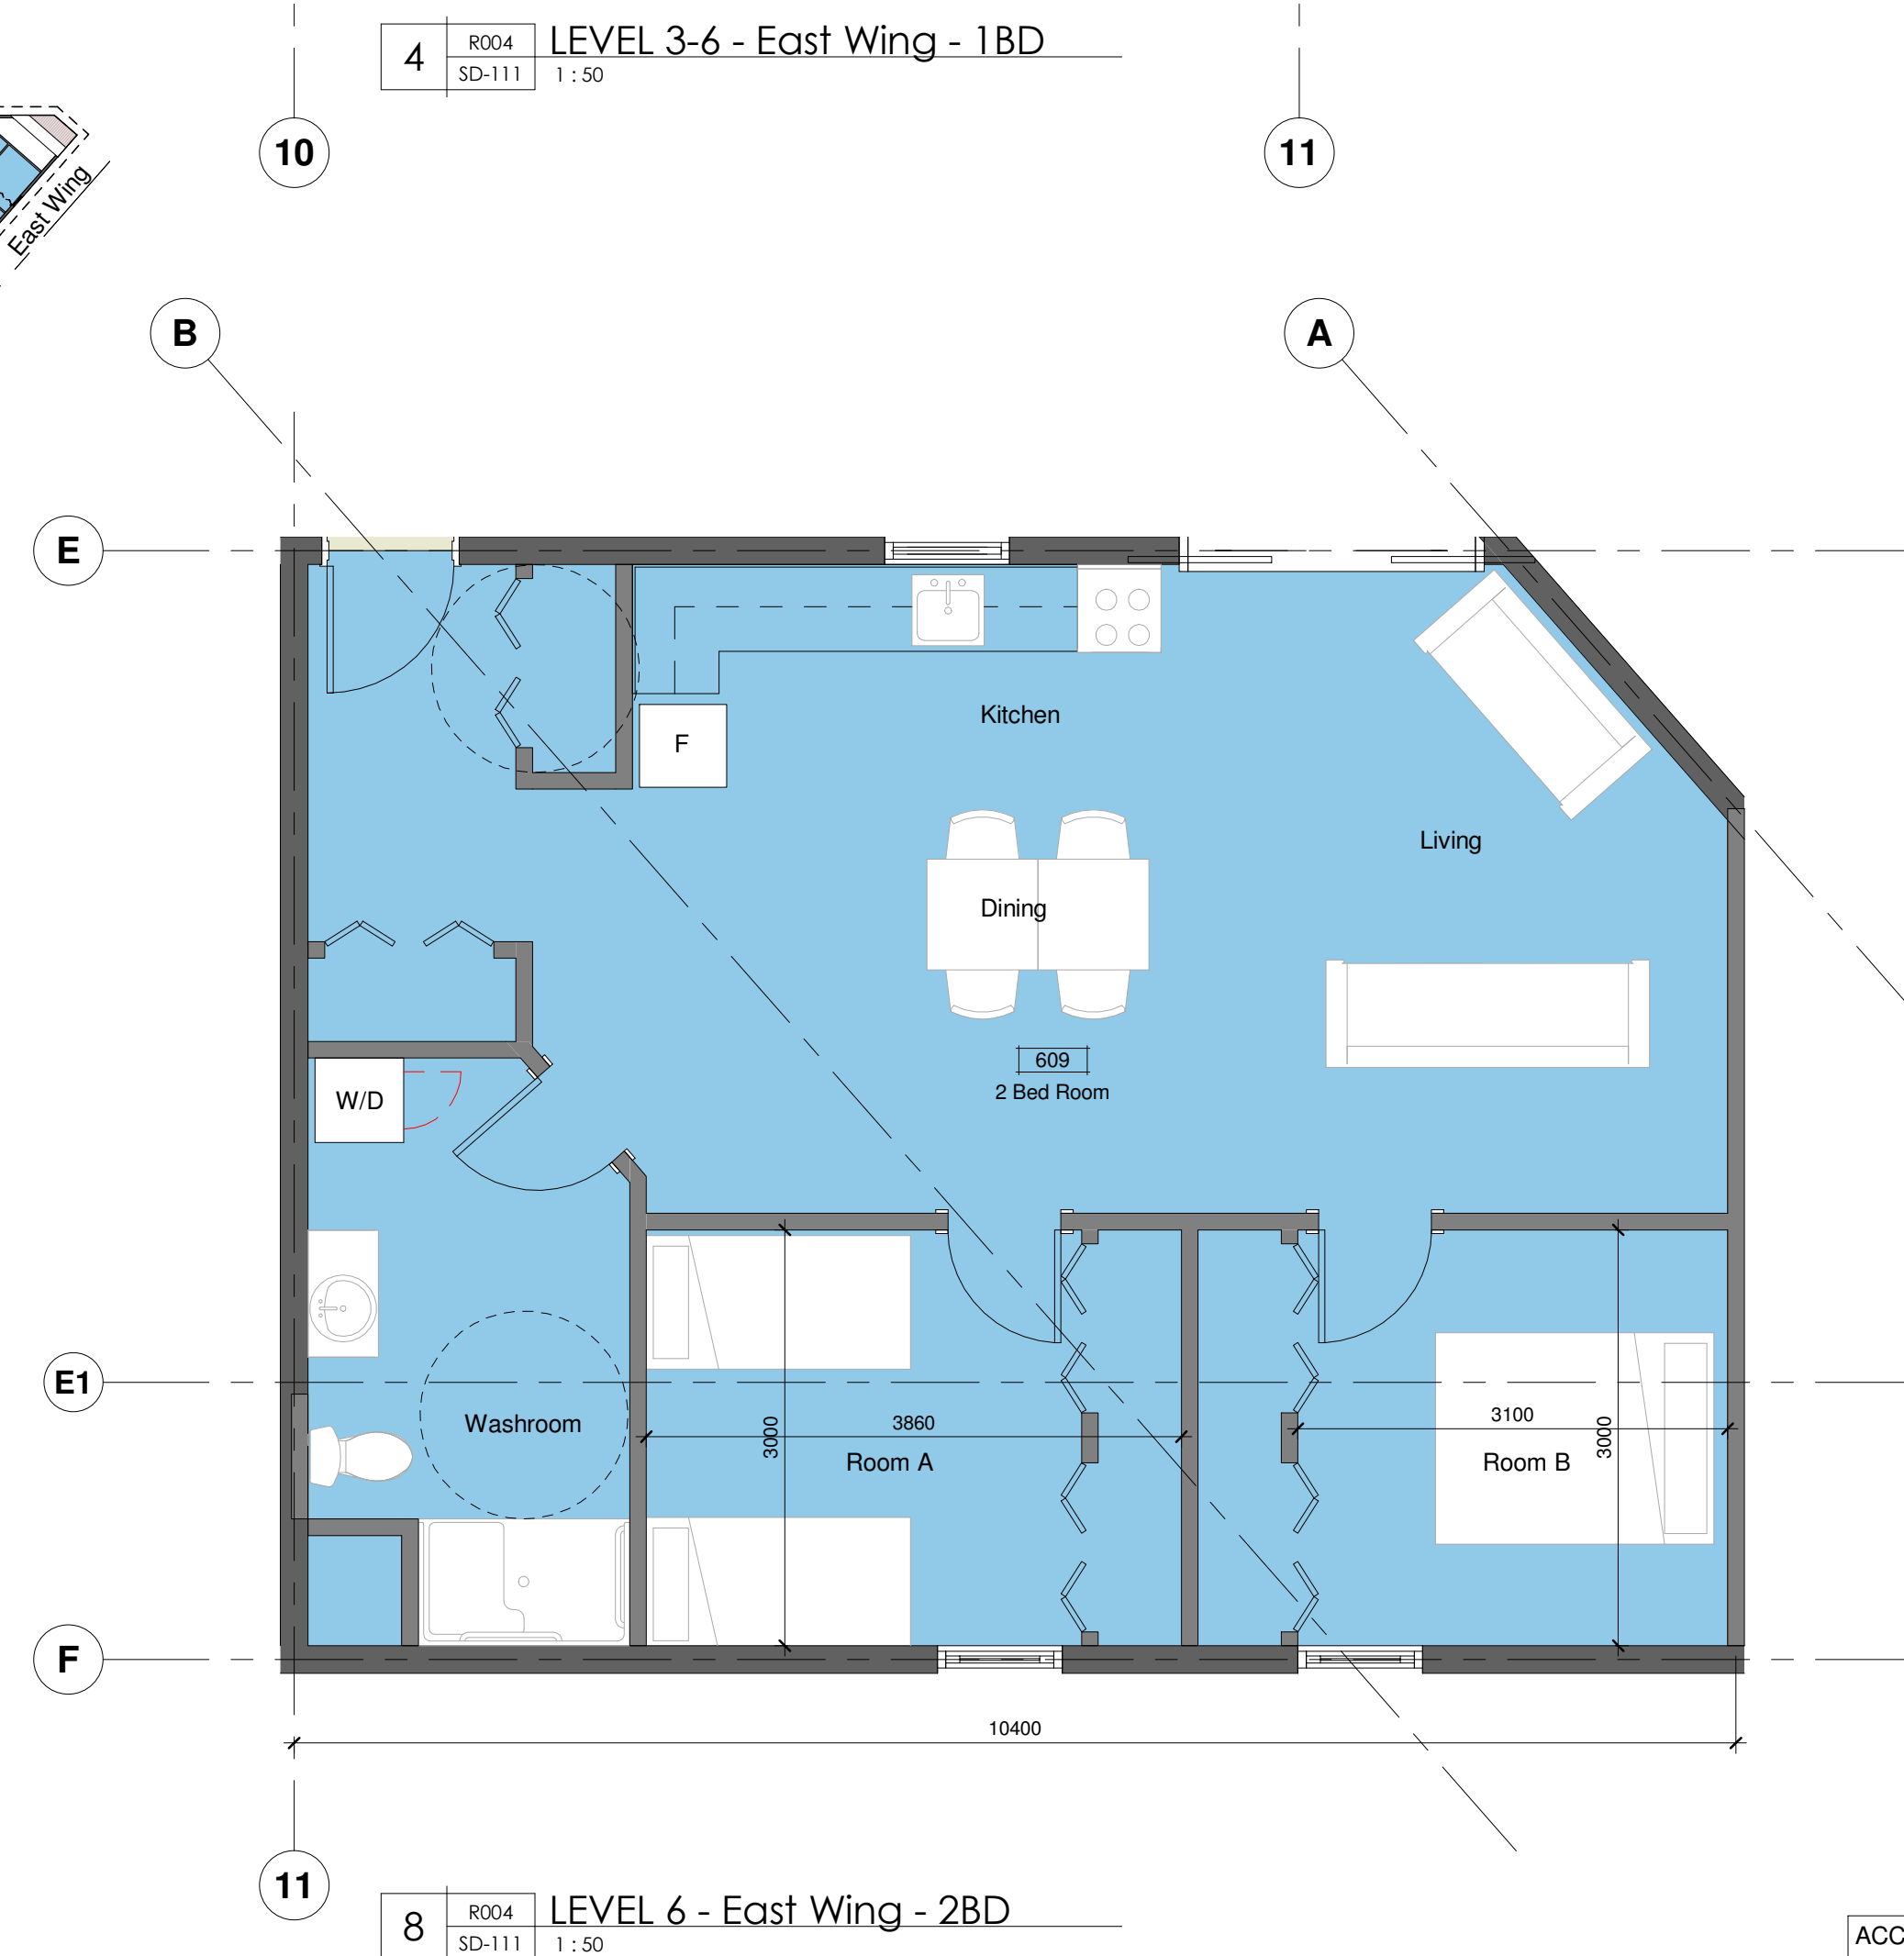 4
R004
SD-111
LEVEL 3-6 - East Wing - 1BD
1 : 50
10
11
East Wing
B
A
E
Kitchen
F
Living
Dining
609
2 Bed Room
W/D
E1
Washroom
3000
3860
Room A
3100
Room B
3000
F
10400
11
8
R004
SD-111
LEVEL 6 - East Wing - 2BD
1 : 50
ACC